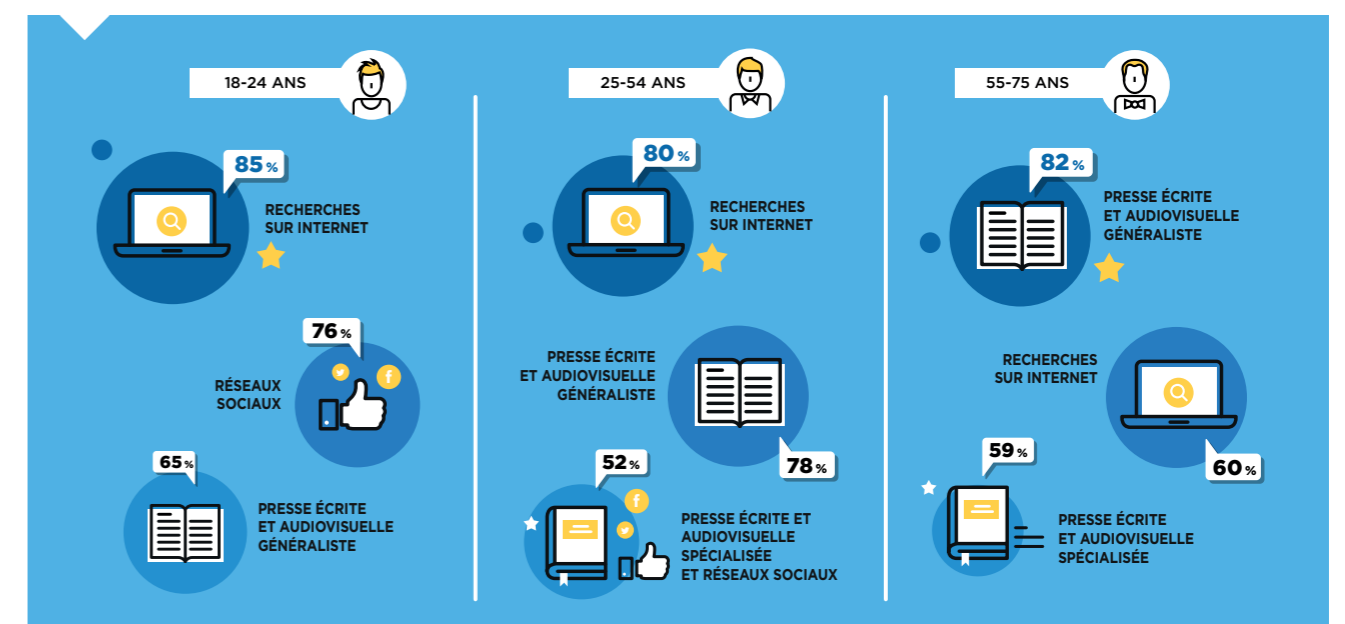 18-24 ANS
85 %
RECHERCHES
SUR INTERNET
76 %
RÉSEAUX
SOCIAUX
65 %
PRESSE ÉCRITE
ET AUDIOVISUELLE
GÉNÉRALISTE
25-54 ANS
80 %
RECHERCHES
SUR INTERNET
PRESSE ÉCRITE
ET AUDIOVISUELLE
GÉNÉRALISTE
78 %
52 %
PRESSE ÉCRITE ET
AUDIOVISUELLE
SPÉCIALISÉE
ET RÉSEAUX SOCIAUX
55-75 ANS
82 %
PRESSE ÉCRITE
ET AUDIOVISUELLE
GÉNÉRALISTE
RECHERCHES
SUR INTERNET
60 %
59 %
PRESSE ÉCRITE
ET AUDIOVISUELLE
SPÉCIALISÉE